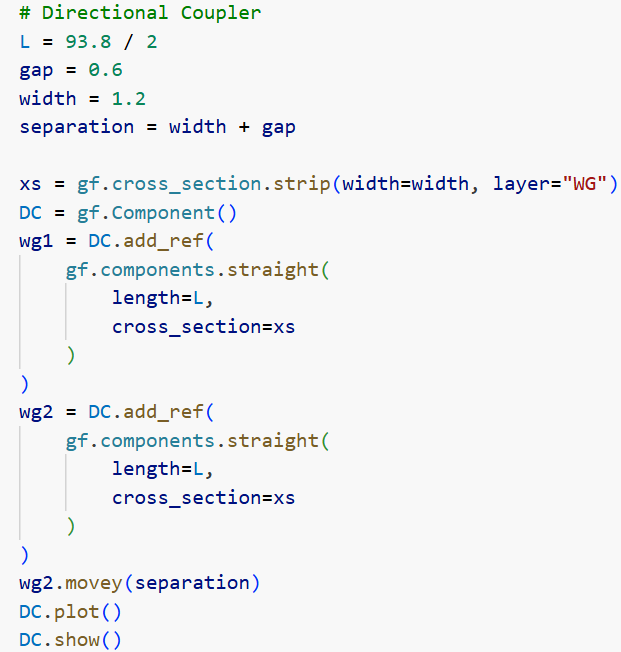 # Directional Coupler
L = 93.8 / 2
gap = 0.6
width = 1.2
separation = width + gap

xs = gf.cross_section.strip(width=width, layer="WG")
DC = gf.Component()
wg1 = DC.add_ref(
    gf.components.straight(
        length=L,
        cross_section=xs
    )
)
wg2 = DC.add_ref(
    gf.components.straight(
        length=L,
        cross_section=xs
    )
)
wg2.movey(separation)
DC.plot()
DC.show()